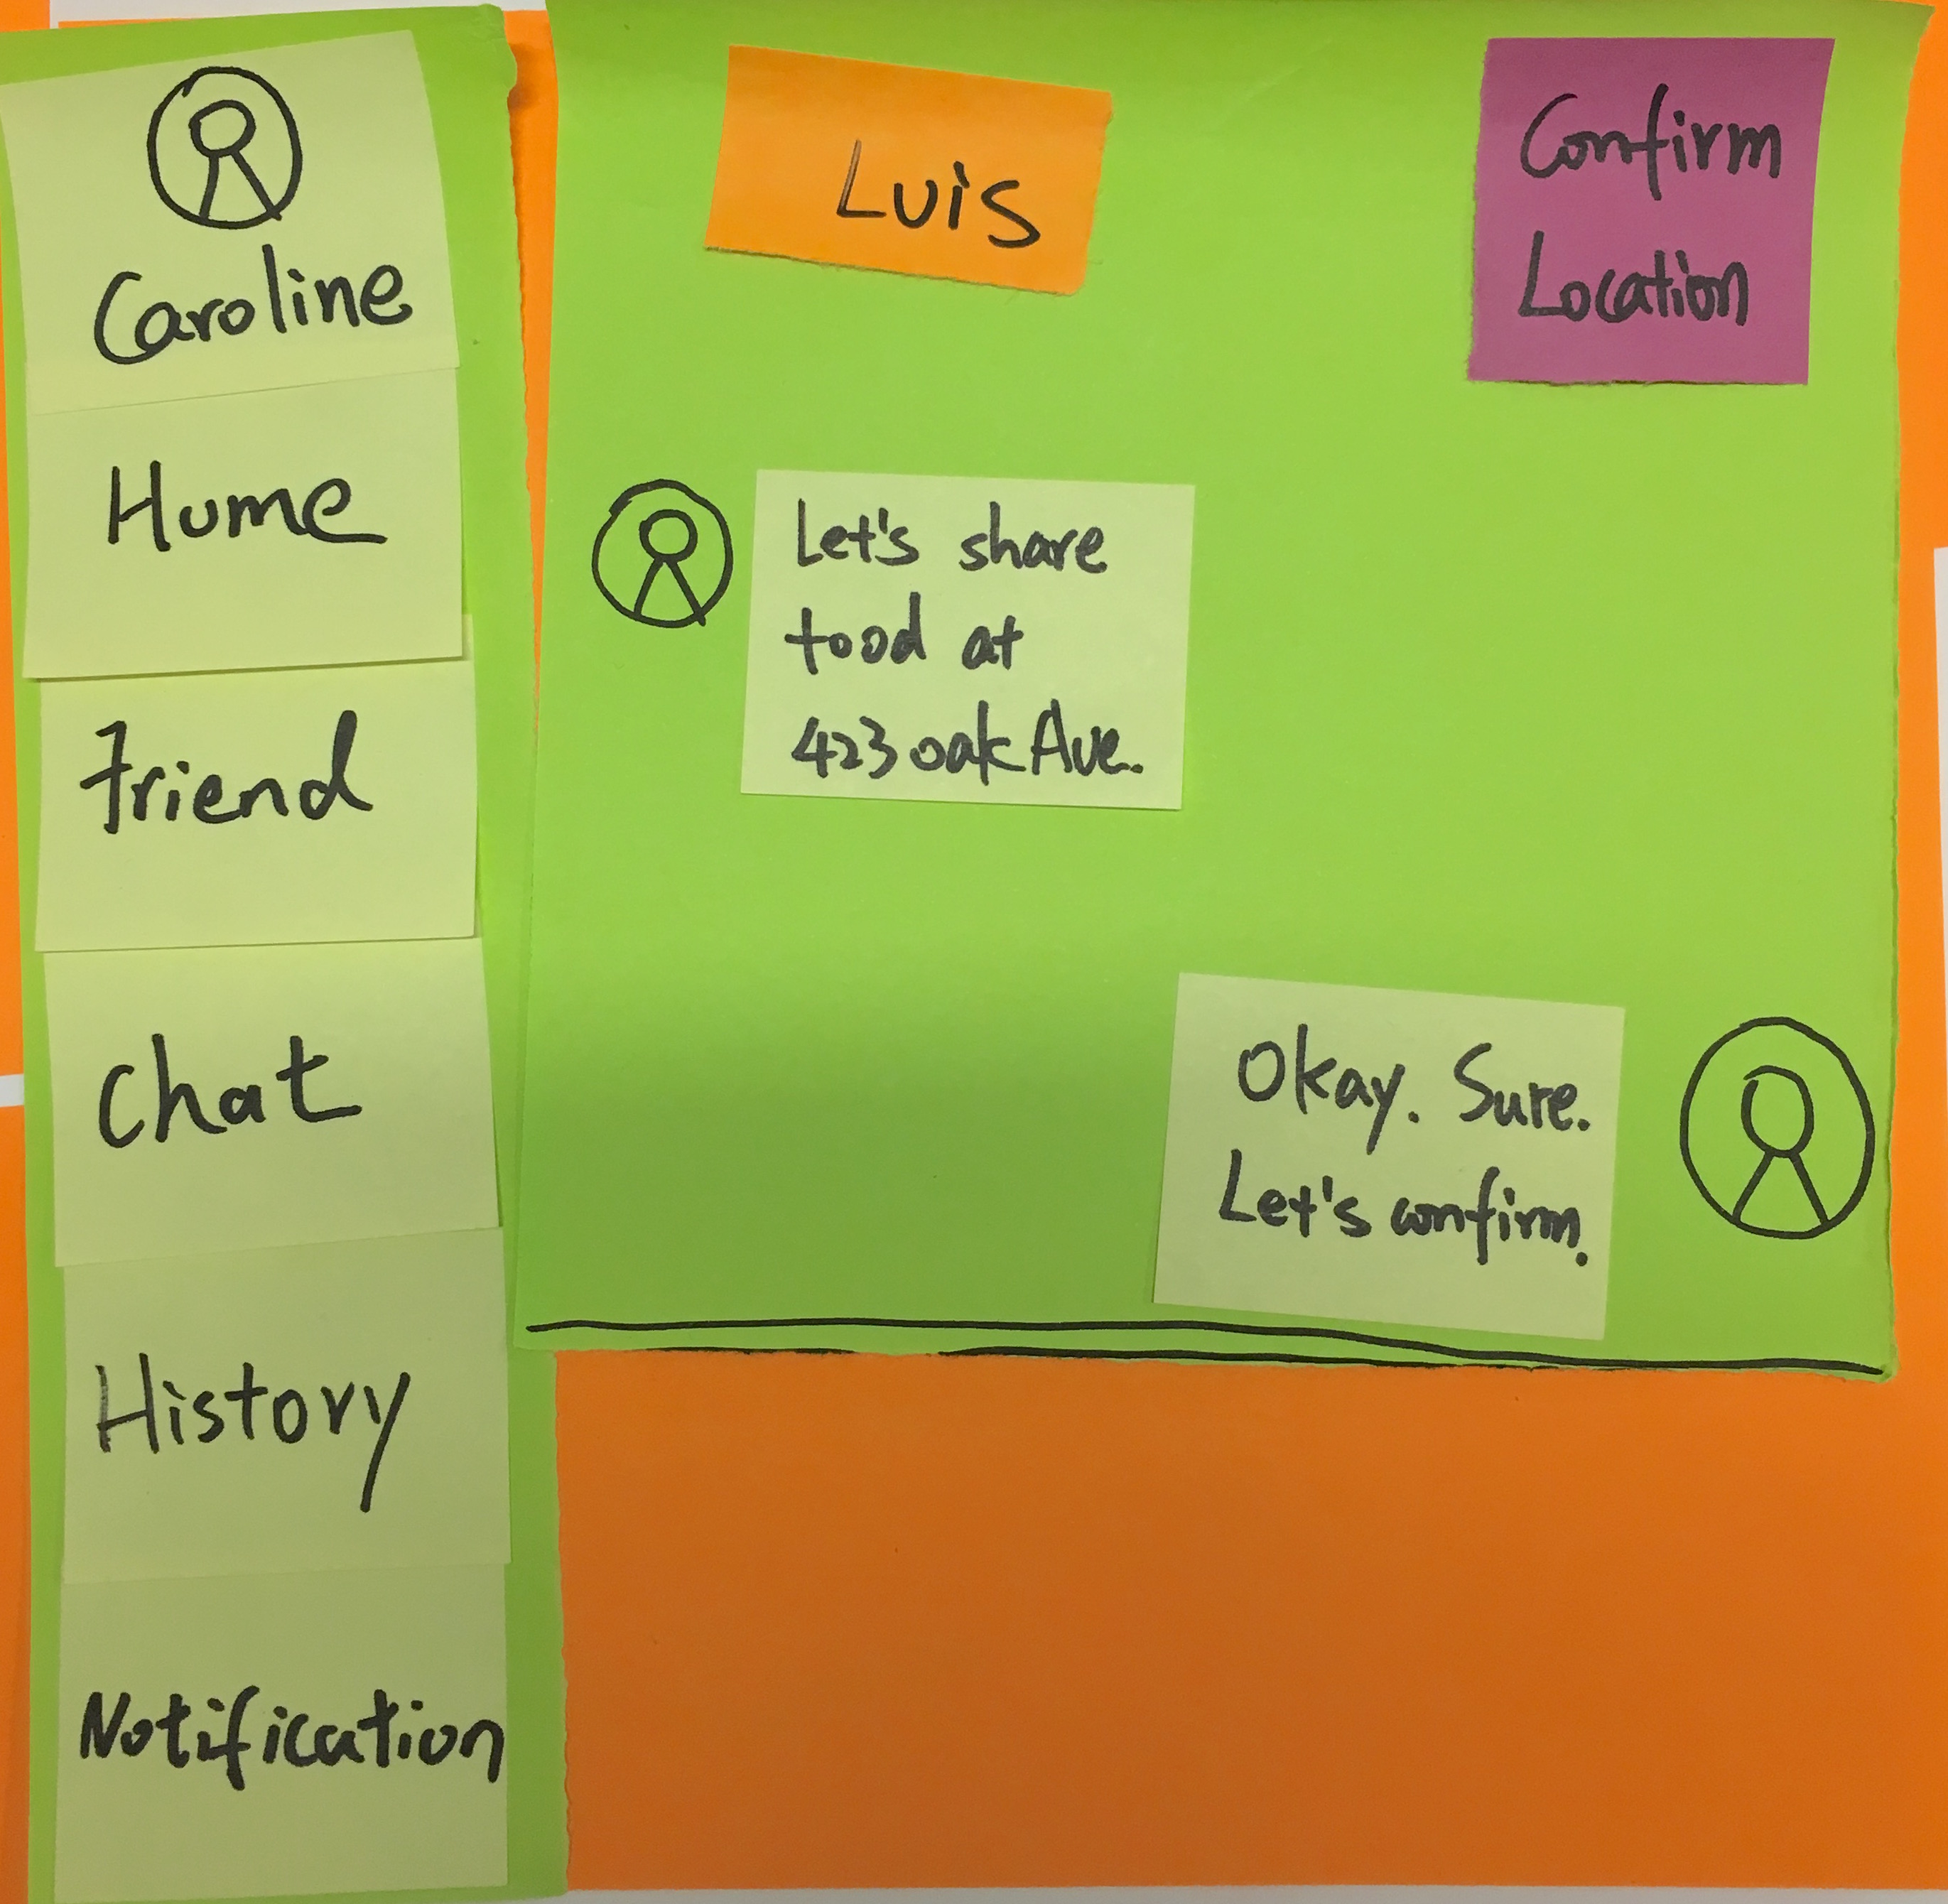 Caroline
Home
Friend
Chat
History
Notification
Luis
Confirm
Location
Let's share
food at
423 oak Ave.
Okay. Sure.
Let's confirm.